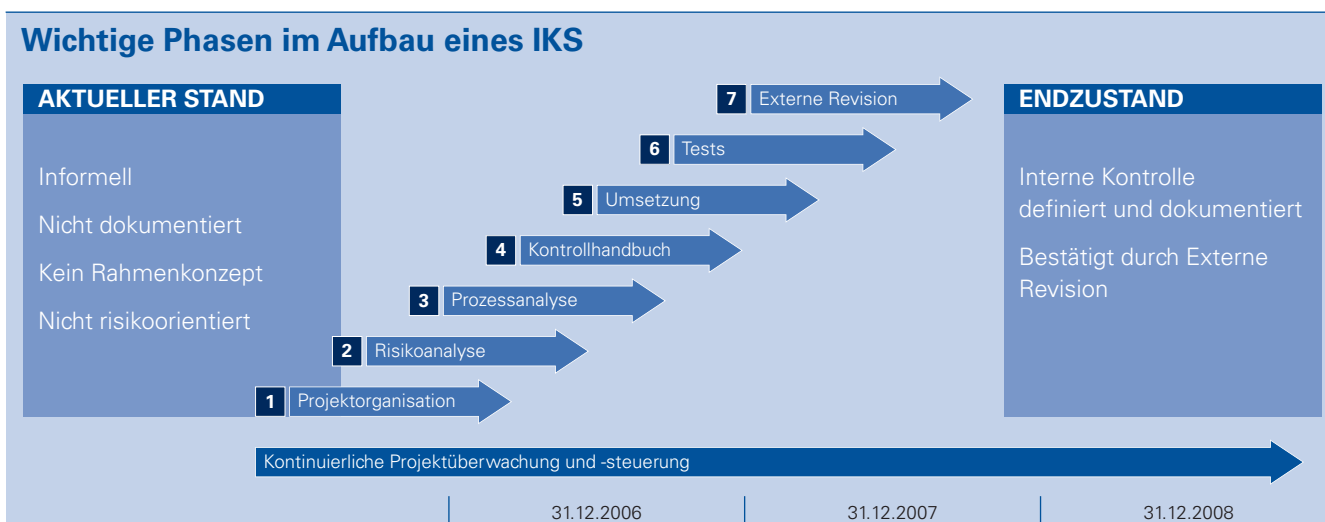 Wichtige Phasen im Aufbau eines IKS
AKTUELLER STAND
Informell
Nicht dokumentiert
Kein Rahmenkonzept
Nicht risikoorientiert
7 Externe Revision
6 Tests
5 Umsetzung
4 Kontrollhandbuch
3 Prozessanalyse
2 Risikoanalyse
1 Projektorganisation
ENDZUSTAND
Interne Kontrolle
definiert und dokumentiert
Bestätigt durch Externe
Revision
Kontinuierliche Projektüberwachung und -steuerung
31.12.2006 31.12.2007 31.12.2008